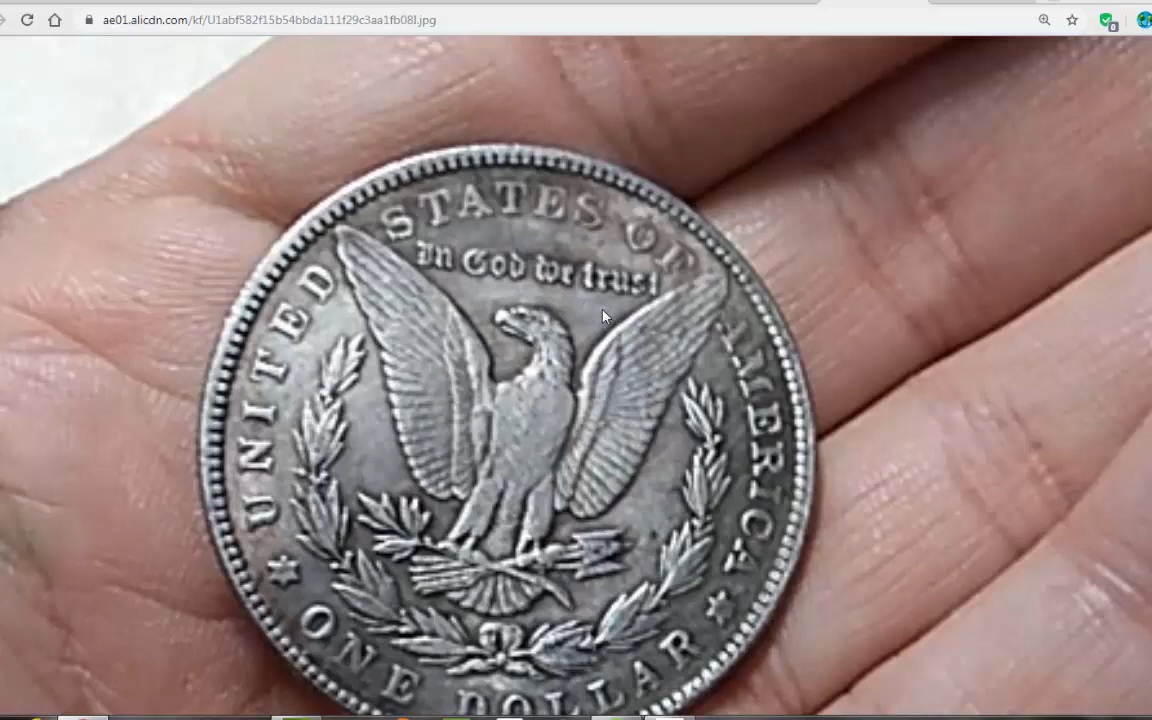 ae01.alicdn.com/kf/U1abf582f15b54bbda111f29c3aa1fb08I.jpg
UNITED STATES OF AMERICA
In God we trust
ONE DOLLAR